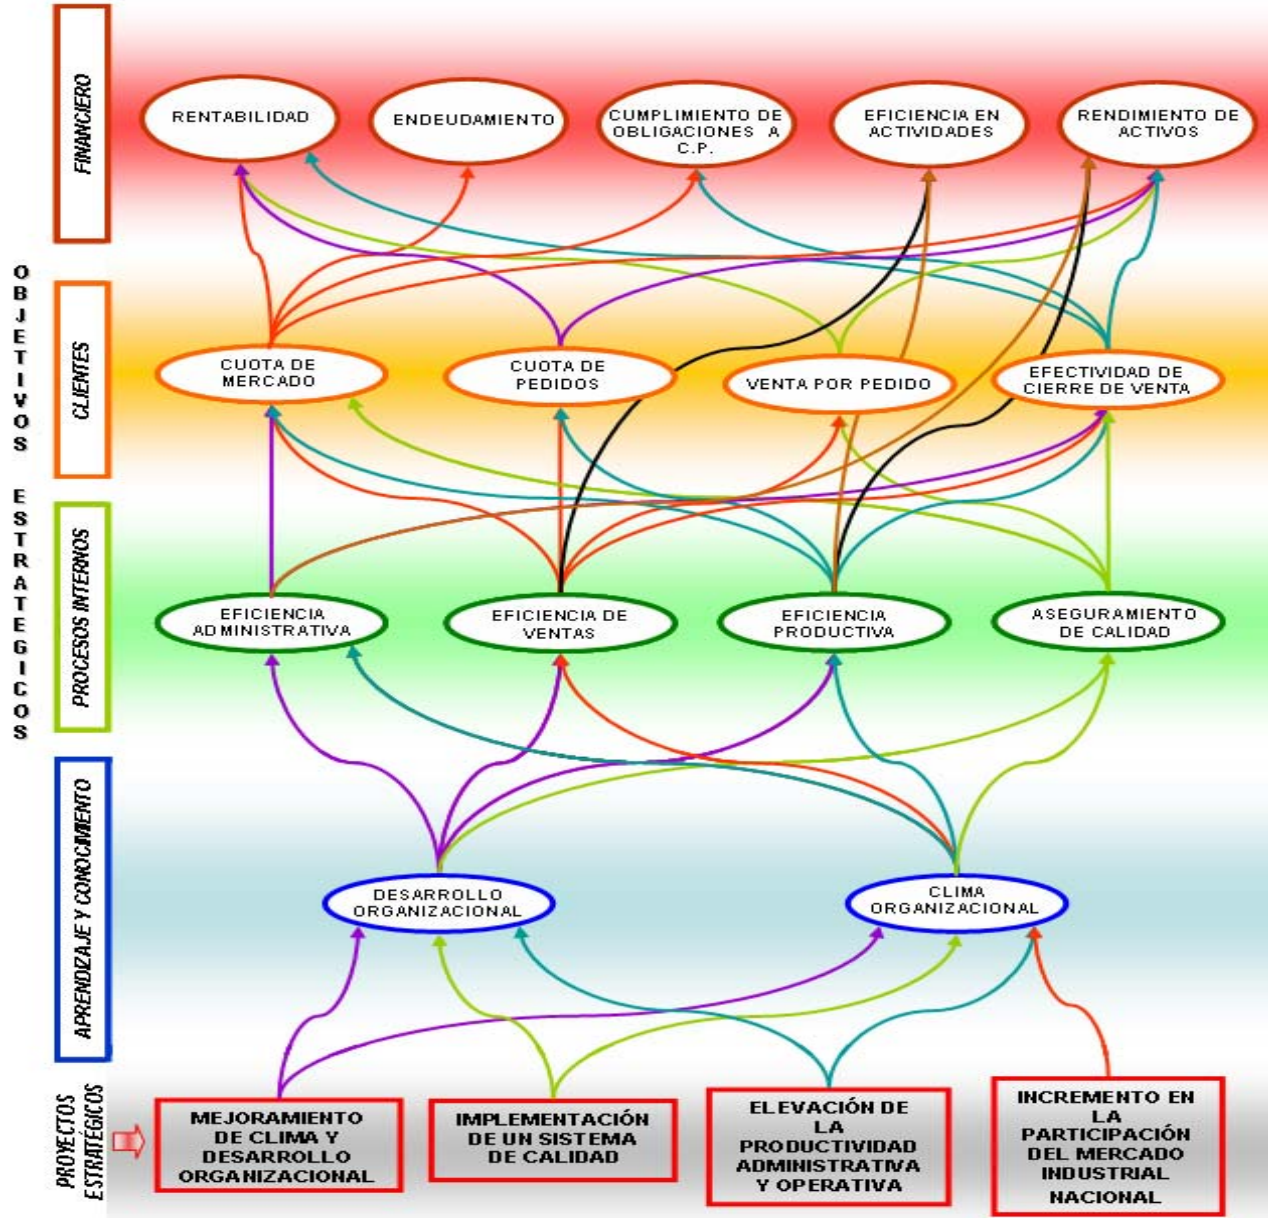 FINANCIERO
RENTABILIDAD
ENDEUDAMIENTO
CUMPLIMIENTO DE
OBLIGACIONES A
C.P.
EFICIENCIA EN
ACTIVIDADES
RENDIMIENTO DE
ACTIVOS
OBJETIVOS ESTRATEGICOS
CLIENTES
CUOTA DE
MERCADO
CUOTA DE
PEDIDOS
VENTA POR PEDIDO
EFECTIVIDAD DE
CIERRE DE VENTA
PROCESOS INTERNOS
EFICIENCIA
ADMINISTRATIVA
EFICIENCIA DE
VENTAS
EFICIENCIA
PRODUCTIVA
ASEGURAMIENTO
DE CALIDAD
APRENDIZAJE Y CONOCIMIENTO
DESARROLLO
ORGANIZACIONAL
CLIMA
ORGANIZACIONAL
PROYECTOS
ESTRATÉGICOS
MEJORAMIENTO
DE CLIMA Y
DESARROLLO
ORGANIZACIONAL
IMPLEMENTACIÓN
DE UN SISTEMA
DE CALIDAD
ELEVACIÓN DE
LA
PRODUCTIVIDAD
ADMINISTRATIVA
Y OPERATIVA
INCREMENTO EN
LA
PARTICIPACIÓN
DEL MERCADO
INDUSTRIAL
NACIONAL